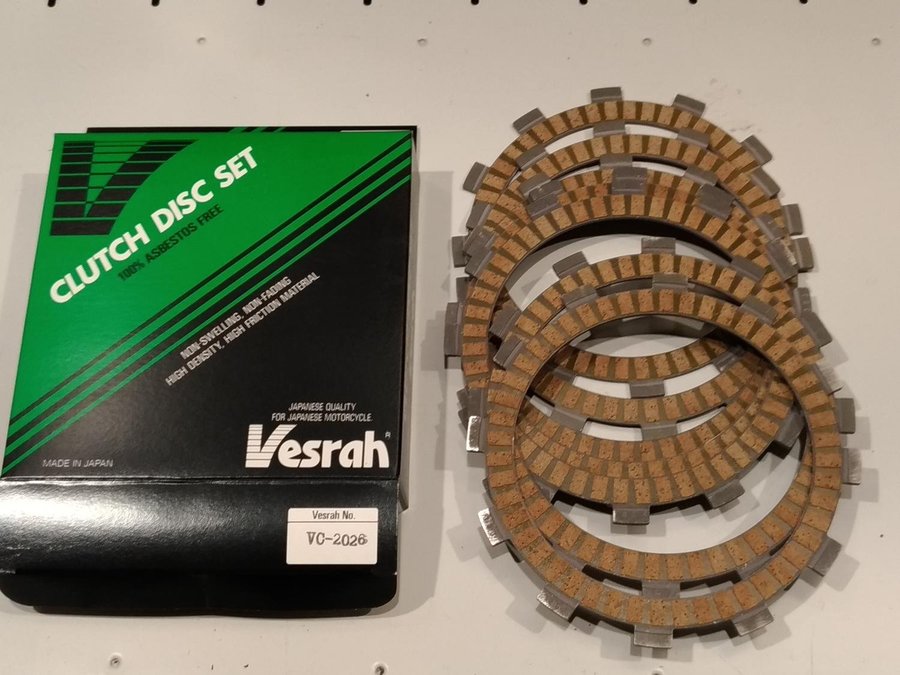 CLUTCH DISC SET
100% ASBESTOS FREE
NON-SWELLING, NON-FADING
HIGH DENSITY, HIGH FRICTION MATERIAL
JAPANESE QUALITY
FOR JAPANESE MOTORCYCLE.
Vesrah®
MADE IN JAPAN
Vesrah No.
VC-2026